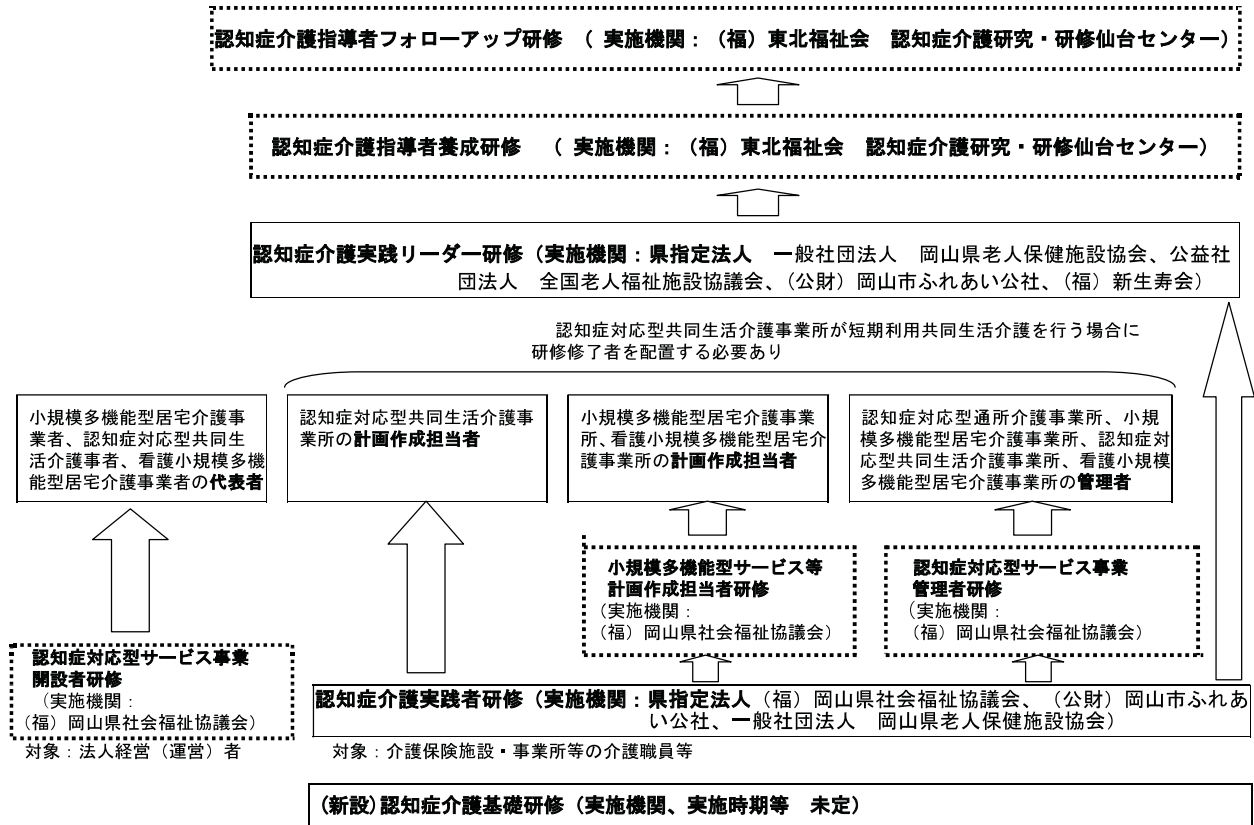 認知症介護指導者フォローアップ研修 （ 実施機関：（福）東北福祉会　認知症介護研究・研修仙台センター）
認知症介護指導者養成研修　（ 実施機関：（福）東北福祉会　認知症介護研究・研修仙台センター）
認知症介護実践リーダー研修（実施機関：県指定法人　一般社団法人　岡山県老人保健施設協会、公益社
団法人　全国老人福祉施設協議会、（公財）岡山市ふれあい公社、（福）新生寿会）
認知症対応型共同生活介護事業所が短期利用共同生活介護を行う場合に
研修修了者を配置する必要あり
小規模多機能型居宅介護事
業者、認知症対応型共同生
活介護事者、看護小規模多機
能型居宅介護事業者の代表者
認知症対応型共同生活介護事
業所の計画作成担当者
小規模多機能型居宅介護事業
所、看護小規模多機能型居宅介
護事業所の計画作成担当者
認知症対応型通所介護事業所、小規
模多機能型居宅介護事業所、認知症対
応型共同生活介護事業所、看護小規模
多機能型居宅介護事業所の管理者
小規模多機能型サービス等
計画作成担当者研修
（実施機関：
（福）岡山県社会福祉協議会）
認知症対応型サービス事業
管理者研修
（実施機関：
（福）岡山県社会福祉協議会）
認知症対応型サービス事業
開設者研修
（実施機関：
（福）岡山県社会福祉協議会）
対象：法人経営（運営）者
認知症介護実践者研修（実施機関：県指定法人（福）岡山県社会福祉協議会、（公財）岡山市ふれあ
い公社、一般社団法人　岡山県老人保健施設協会）
対象：介護保険施設・事業所等の介護職員等
（新設）認知症介護基礎研修（実施機関、実施時期等　未定）